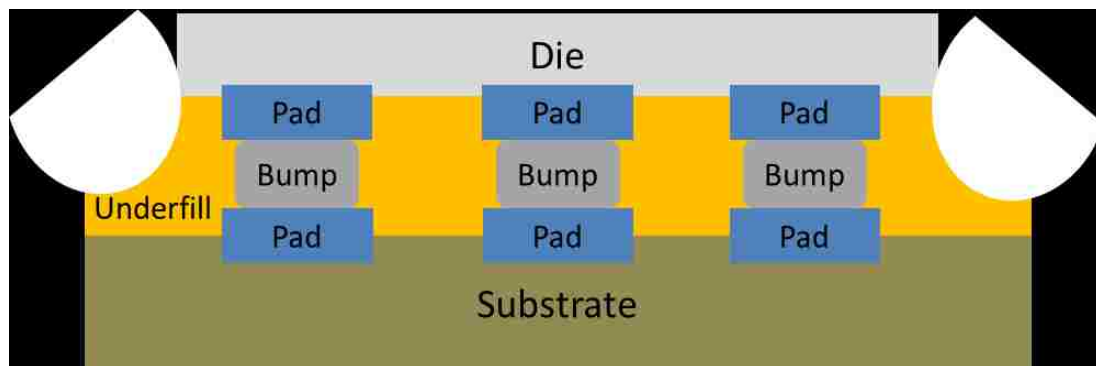 Die
Pad Pad Pad
Bump Bump Bump
Underfill
Pad Pad Pad
Substrate